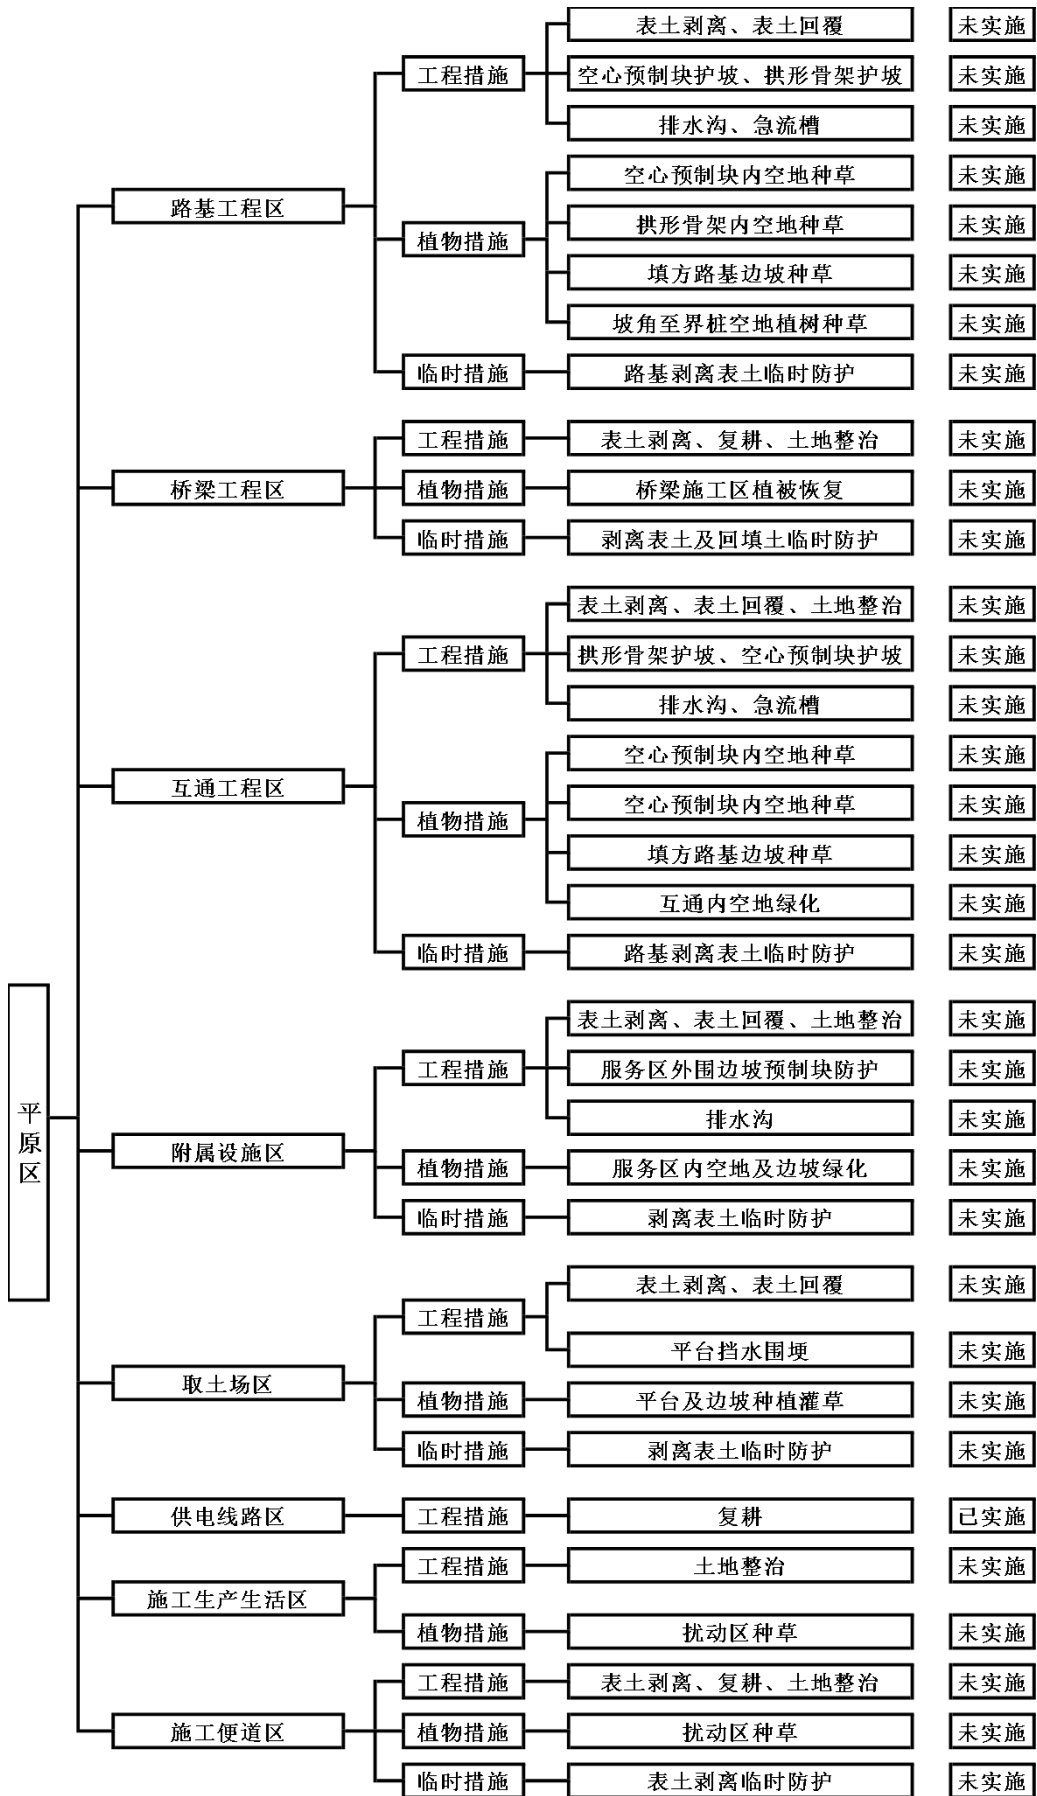 表土剥离、表土回覆 未实施
工程措施 空心预制块护坡、拱形骨架护坡 未实施
排水沟、急流槽 未实施
空心预制块内空地种草 未实施
路基工程区
拱形骨架内空地种草 未实施
植物措施
填方路基边坡种草 未实施
坡角至界桩空地植树种草 未实施
临时措施 路基剥离表土临时防护 未实施
工程措施 表土剥离、复耕、土地整治 未实施
桥梁工程区 植物措施 桥梁施工区植被恢复 未实施
临时措施 剥离表土及回填土临时防护 未实施
表土剥离、表土回覆、土地整治 未实施
工程措施 拱形骨架护坡、空心预制块护坡 未实施
排水沟、急流槽 未实施
空心预制块内空地种草 未实施
互通工程区
空心预制块内空地种草 未实施
植物措施
填方路基边坡种草 未实施
互通内空地绿化 未实施
临时措施 路基剥离表土临时防护 未实施
表土剥离、表土回覆、土地整治 未实施
工程措施 服务区外围边坡预制块防护 未实施
排水沟 未实施
平原区
附属设施区
植物措施 服务区内空地及边坡绿化 未实施
临时措施 剥离表土临时防护 未实施
表土剥离、表土回覆 未实施
工程措施
平台挡水围埂 未实施
取土场区
植物措施 平台及边坡种植灌草 未实施
临时措施 剥离表土临时防护 未实施
供电线路区 工程措施 复耕 已实施
工程措施 土地整治 未实施
施工生产生活区
植物措施 扰动区种草 未实施
工程措施 表土剥离、复耕、土地整治 未实施
施工便道区 植物措施 扰动区种草 未实施
临时措施 表土剥离临时防护 未实施